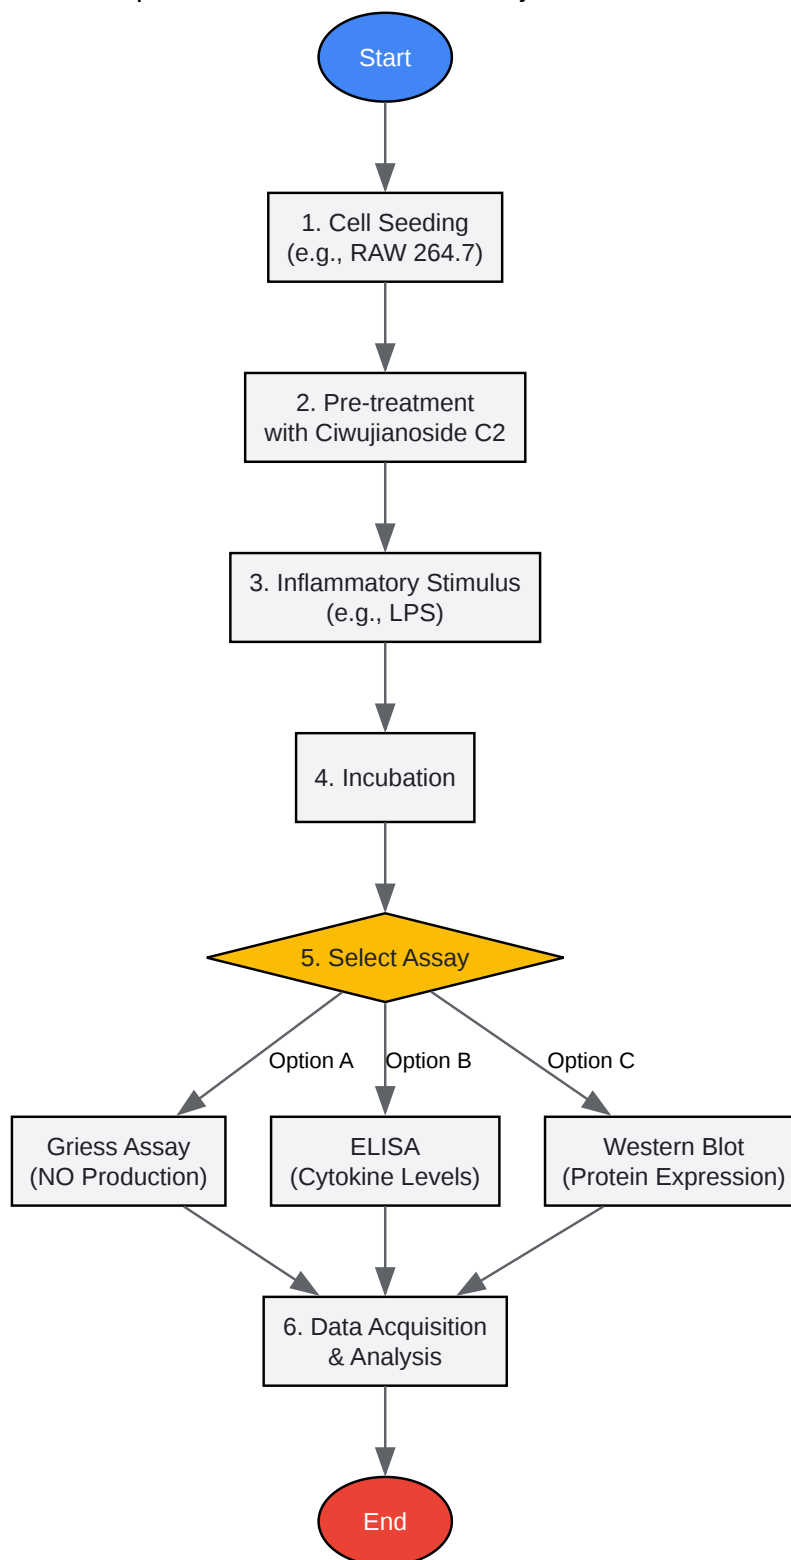 Start
1. Cell Seeding
(e.g., RAW 264.7)
2. Pre-treatment
with Ciwujianoside C2
3. Inflammatory Stimulus
(e.g., LPS)
4. Incubation
5. Select Assay
Option A
Option B
Option C
Griess Assay
(NO Production)
ELISA
(Cytokine Levels)
Western Blot
(Protein Expression)
6. Data Acquisition
& Analysis
End